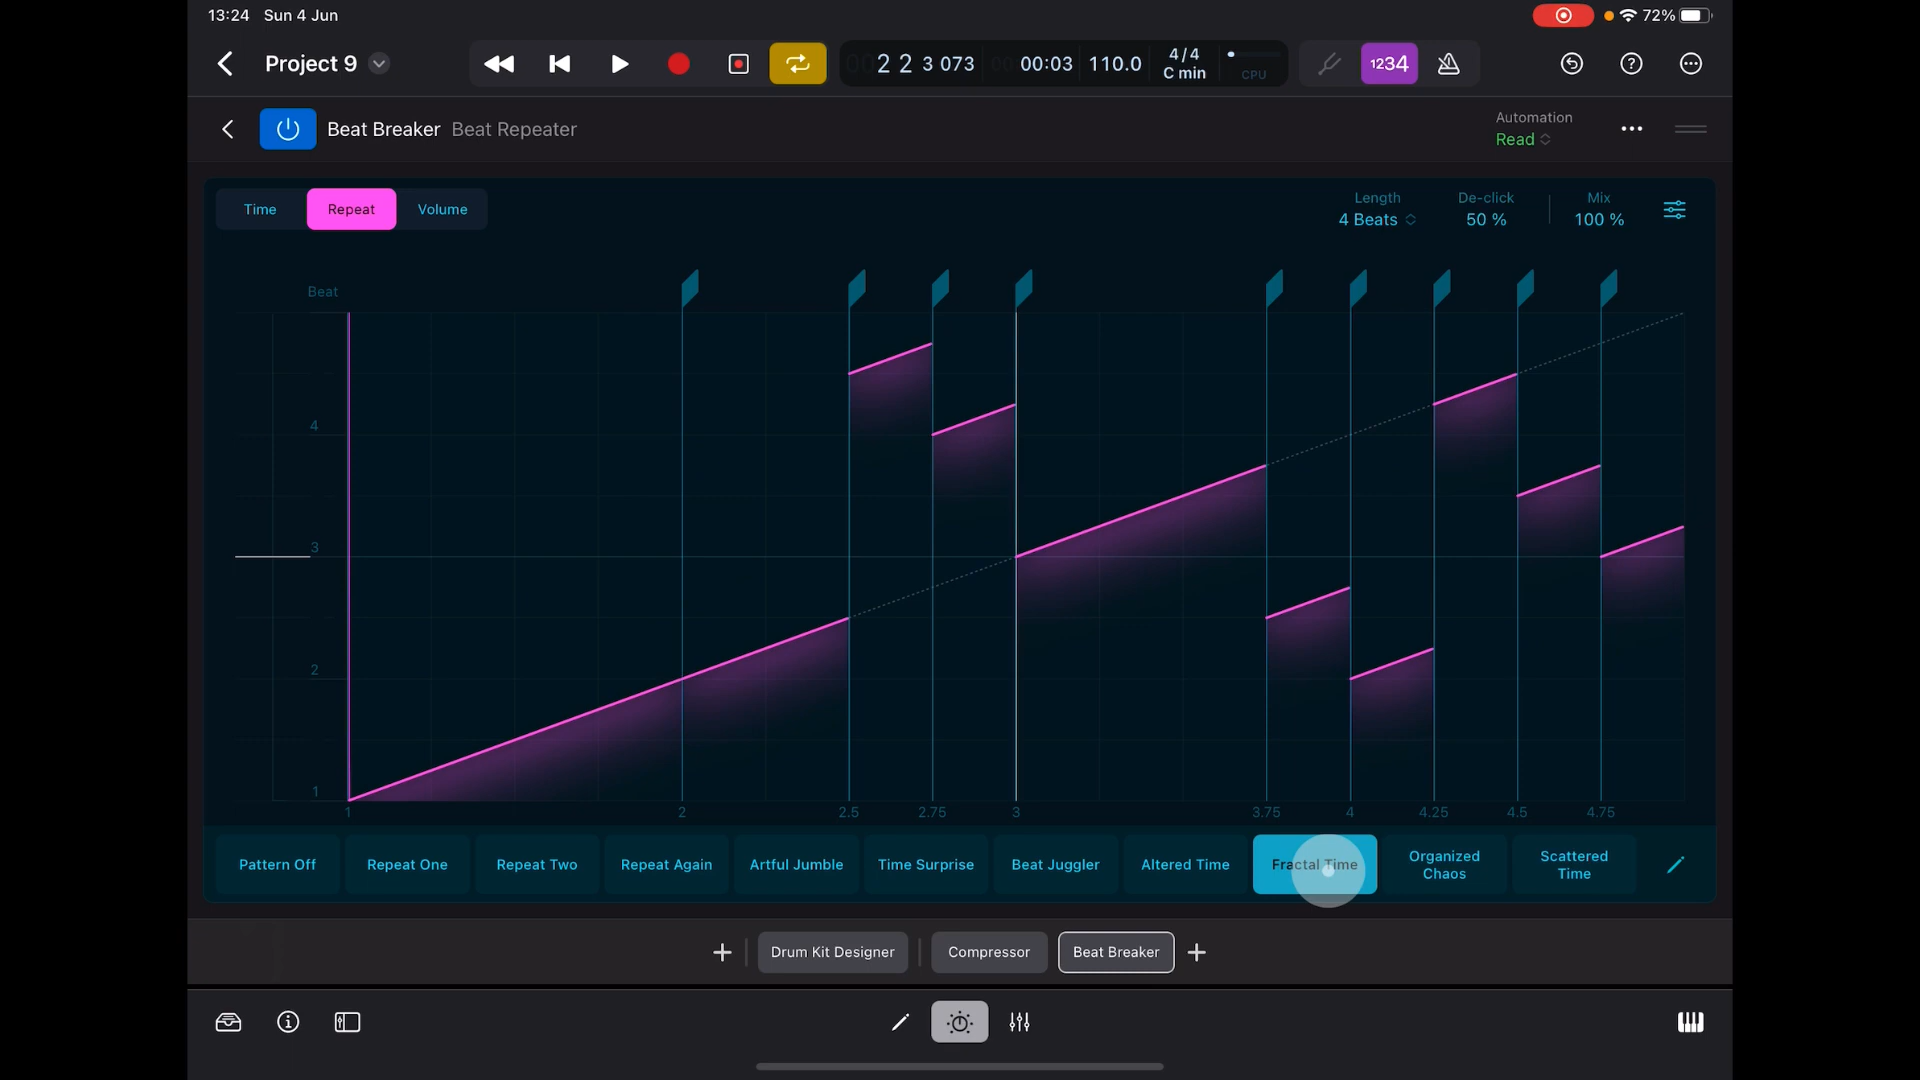 13:24 Sun 4 Jun
72%
Project 9
2 2 3 073
00:03
110.0
4/4
C min
CPU
1234
Beat Breaker Beat Repeater
Automation
Read
Time Repeat Volume
Length
4 Beats
De-click
50 %
Mix
100 %
Beat
4
3
2
1
1 2 2.5 2.75 3 3.75 4 4.25 4.5 4.75
Pattern Off
Repeat One
Repeat Two
Repeat Again
Artful Jumble
Time Surprise
Beat Juggler
Altered Time
Fractal Time
Organized
Chaos
Scattered
Time
Drum Kit Designer
Compressor
Beat Breaker